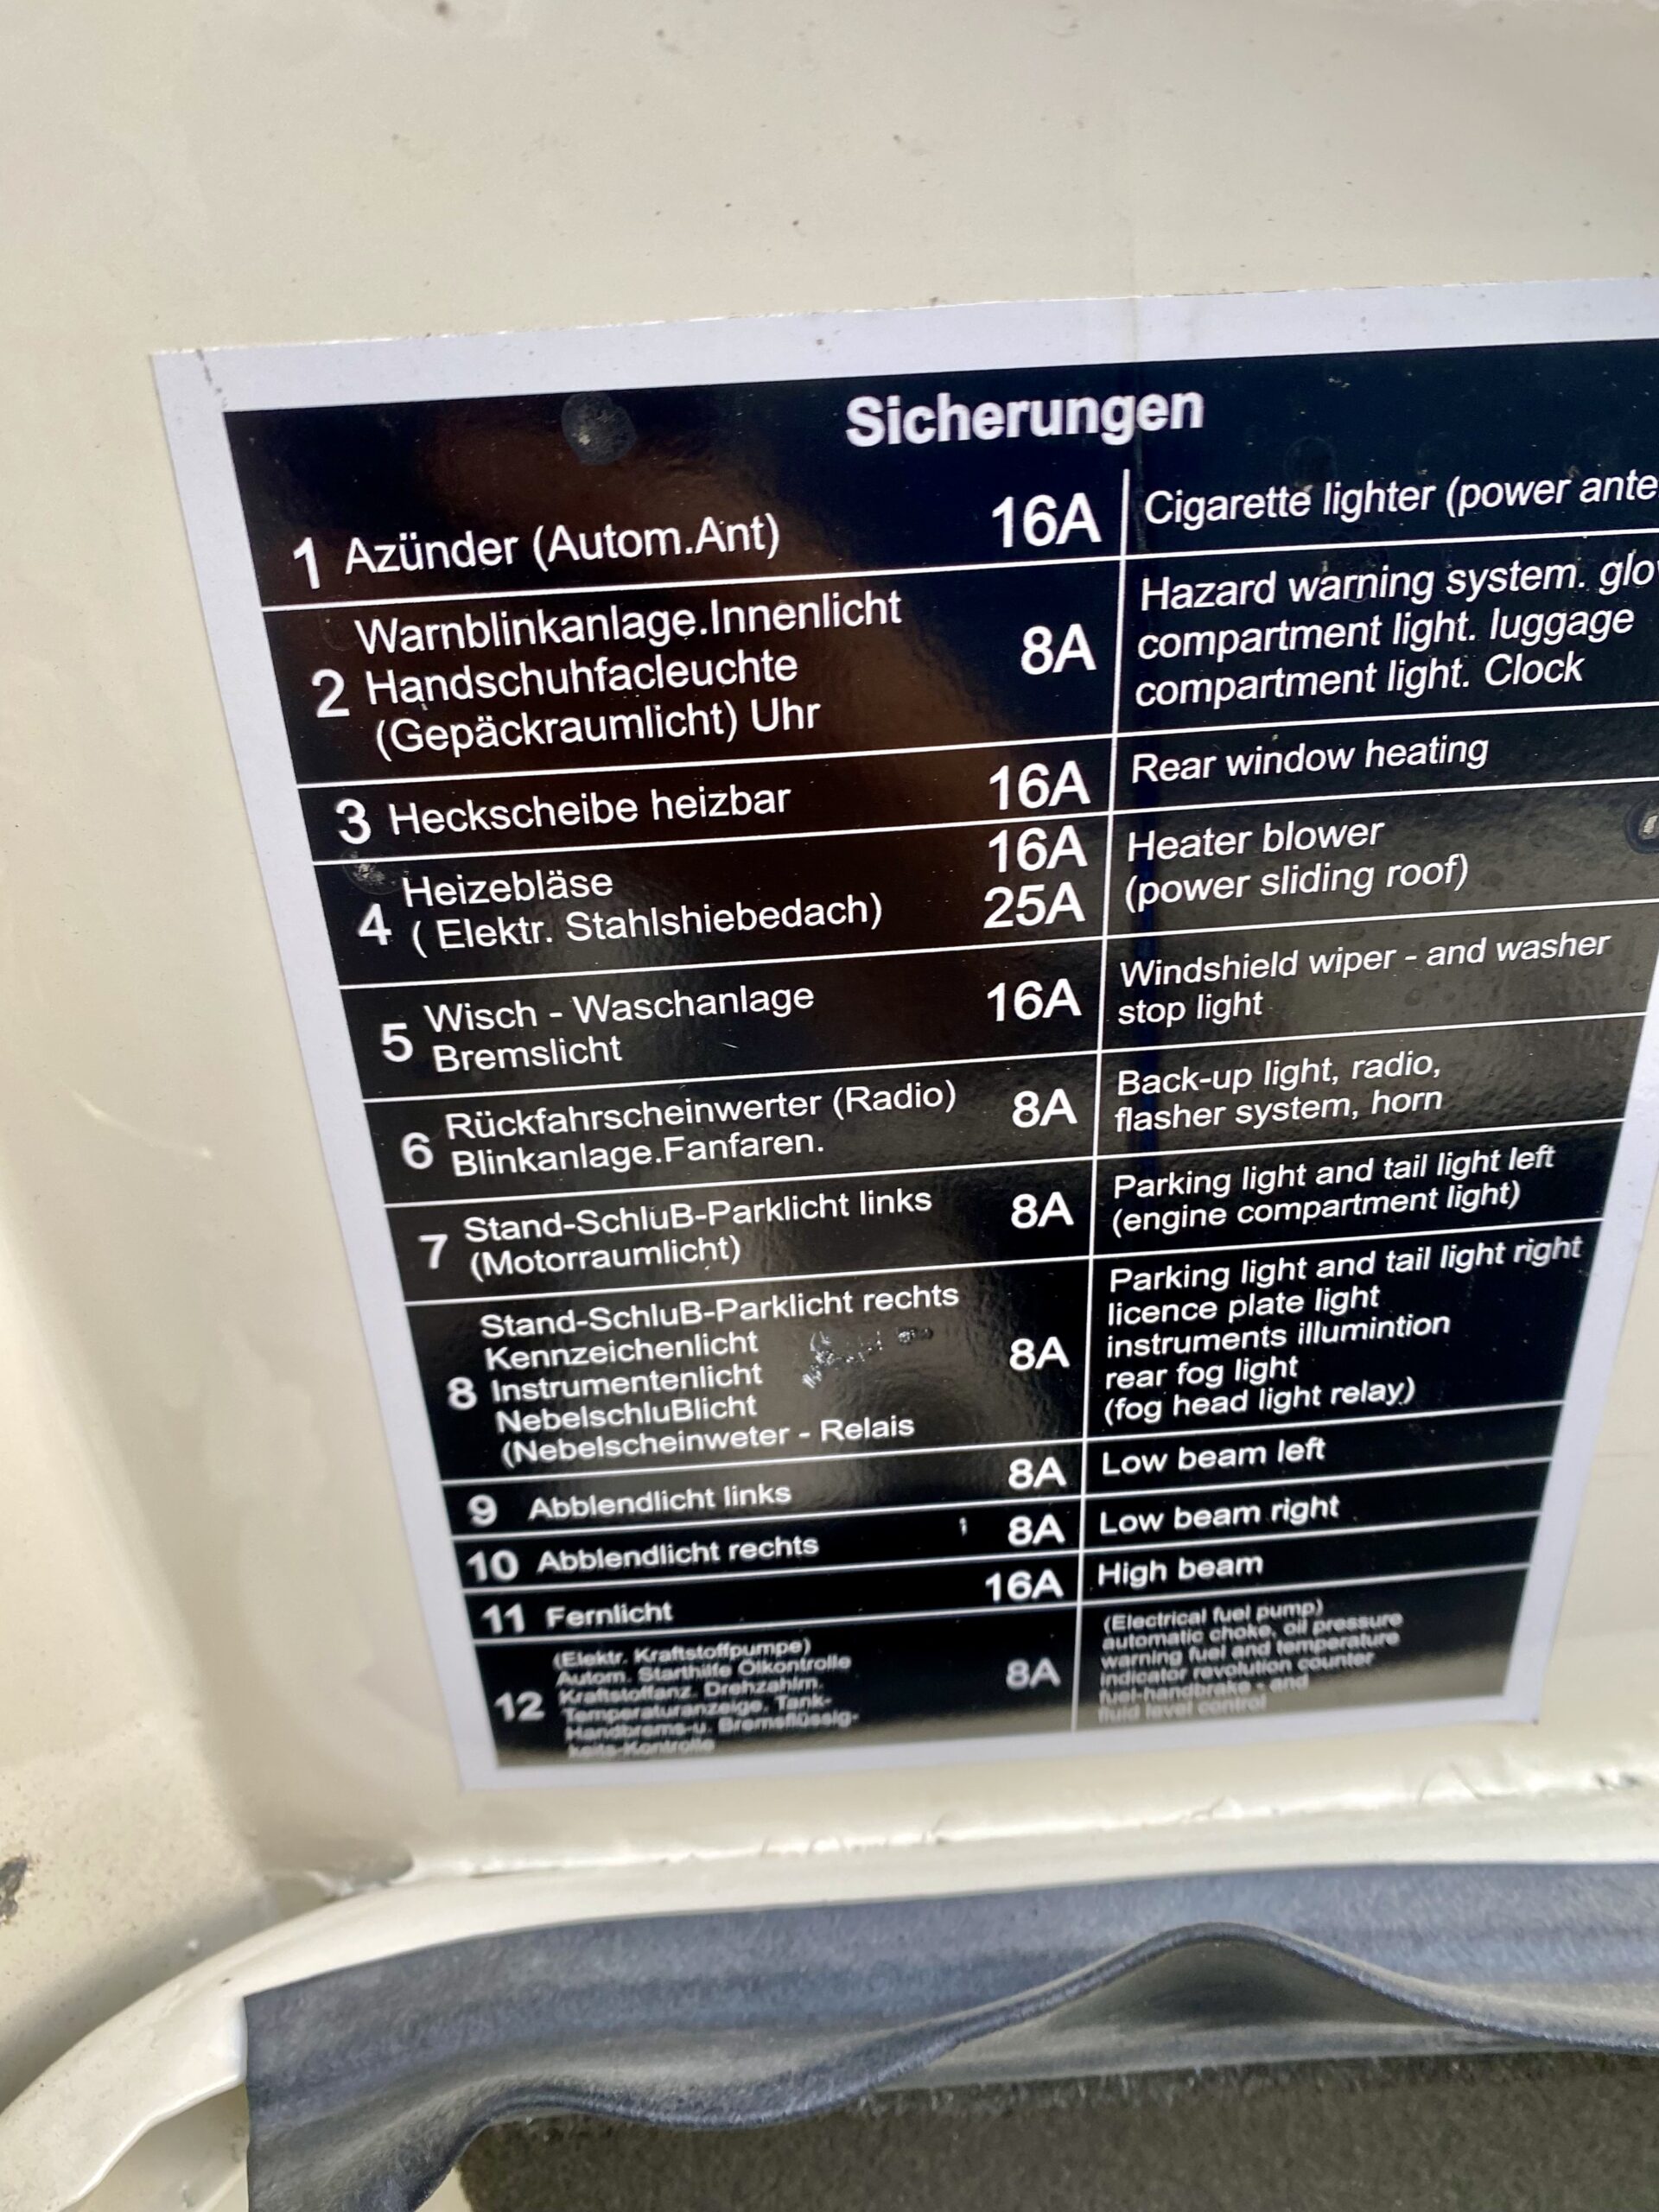 Sicherungen
1 Azünder (Autom.Ant) 16A Cigarette lighter (power ante
2 Warnblinkanlage.Innenlicht
Handschuhfacleuchte
(Gepäckraumlicht) Uhr
8A
Hazard warning system. glo
compartment light. luggage
compartment light. Clock
3 Heckscheibe heizbar 16A Rear window heating
4 Heizebläse 16A Heater blower
( Elektr. Stahlshiebedach) 25A (power sliding roof)
5 Wisch - Waschanlage
Bremslicht
16A
Windshield wiper - and washer
stop light
6 Rückfahrscheinwerter (Radio)
Blinkanlage.Fanfaren.
8A
Back-up light, radio,
flasher system, horn
7 Stand-SchluB-Parklicht links
(Motorraumlicht)
8A
Parking light and tail light left
(engine compartment light)
8 Stand-SchluB-Parklicht rechts
Kennzeichenlicht
Instrumentenlicht
NebelschluBlicht
(Nebelscheinweter - Relais
8A
Parking light and tail light right
licence plate light
instruments illumintion
rear fog light
(fog head light relay)
9 Abblendlicht links 8A Low beam left
10 Abblendlicht rechts 8A Low beam right
11 Fernlicht 16A High beam
12 (Elektr. Kraftstoffpumpe)
Autom. Starthilfe Ölkontrolle
Kraftstoffanz. Drehzahlm.
Temperaturanzeige. Tank-
Handbrems-u. Bremsflüssig-
keits-Kontrolle
8A
(Electrical fuel pump)
automatic choke, oil pressure
warning fuel and temperature
indicator revolution counter
fuel-handbrake - and
fluid level control